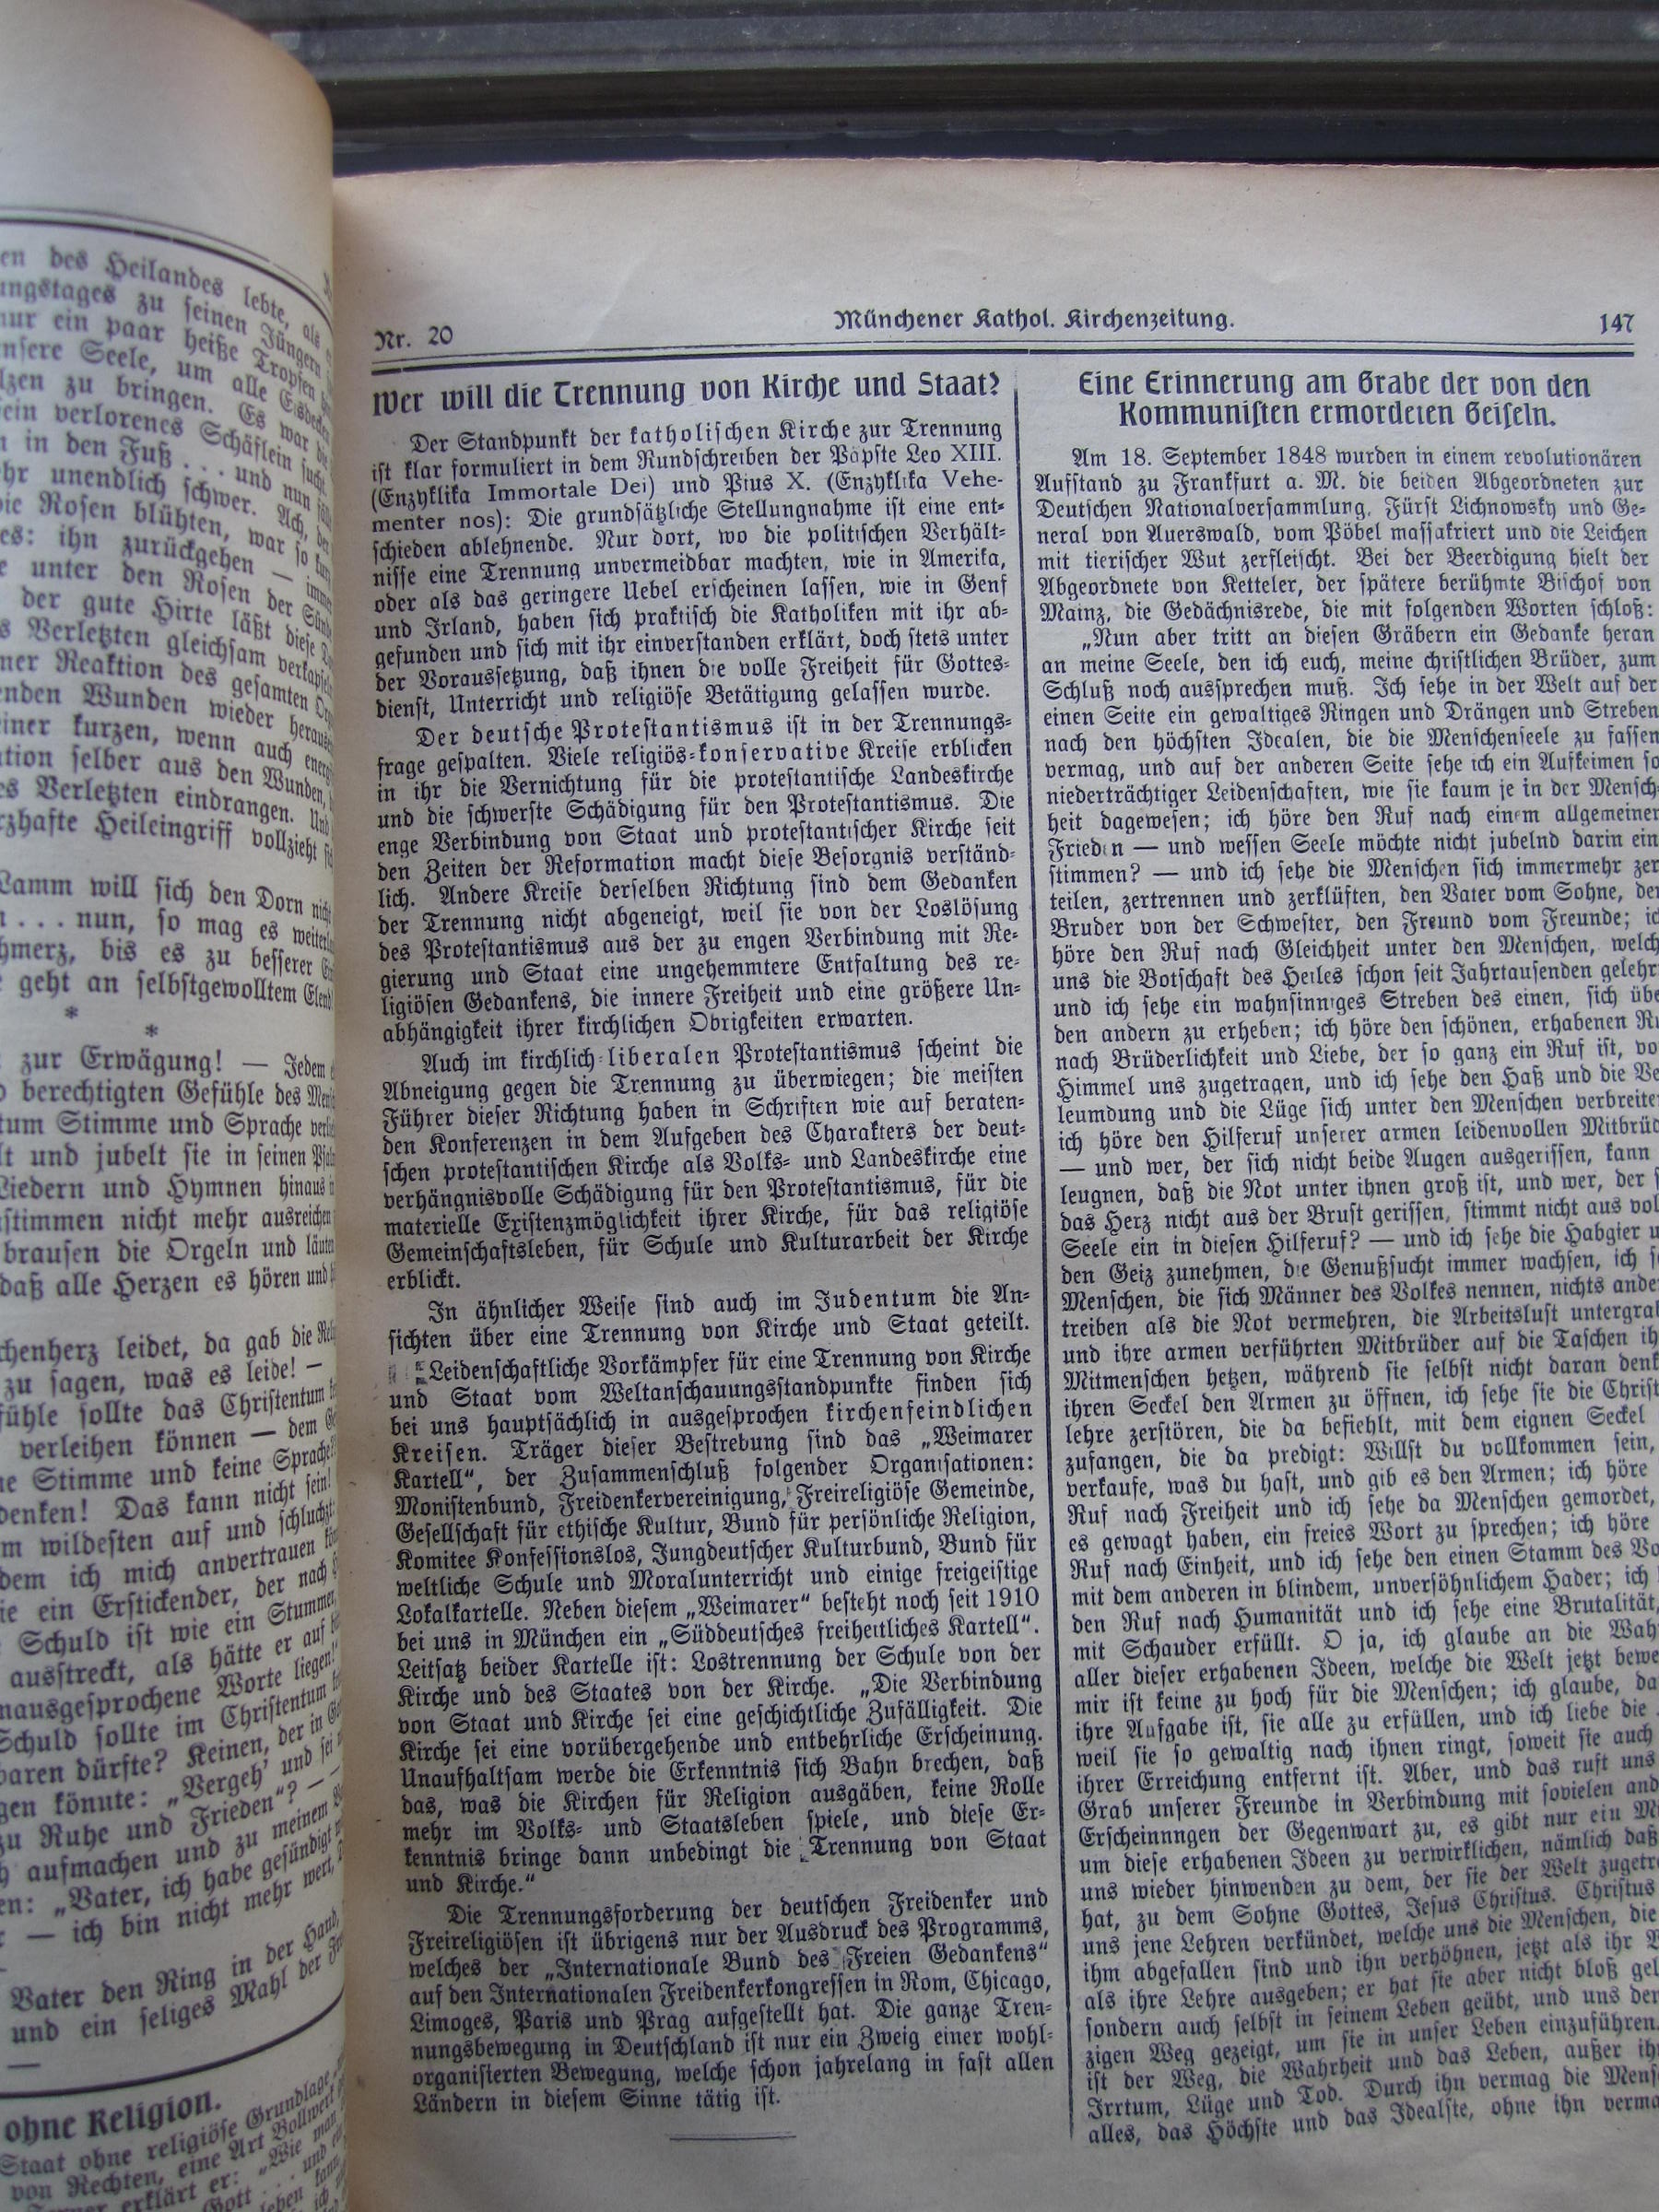 en des Heilandes lebte, als
ungstages zu seinen Jüngern
nur ein paar heiße Tropfen
unsere Seele, um alle Eisdecken
zen zu bringen. Es war die
ein verlorenes Schäflein sucht.
in den Fuß . . . und nun
hr unendlich schwer. Ach, der
die Rosen blühten, war so kurz
es: ihn zurückgehen — immer
e unter den Rosen der Sünde
der gute Hirte läßt diese
s Verletzten gleichsam
ner Reaktion des gesamten
enden Wunden wieder
einer kurzen, wenn auch
ation selber aus den Wunden,
es Verletzten eindrangen. Und
rzhafte Heileingriff vollzieht
Lamm will sich den Dorn nicht
. . . nun, so mag es
hmerz, bis es zu besserer
geht an selbstgewolltem Elend
* *
zur Erwägung! — Jedem
berechtigten Gefühle des
tum Stimme und Sprache
lt und jubelt sie in seinen
Liedern und Hymnen hinaus
stimmen nicht mehr ausreichen
brausen die Orgeln und
daß alle Herzen es hören und
chenherz leidet, da gab die
zu sagen, was es leide! —
fühle sollte das Christentum
verleihen können — dem
ne Stimme und keine Sprache
denken! Das kann nicht sein!
m wildesten auf und schluchzt
dem ich mich anvertrauen
ie ein Erstickender, der nach
Schuld ist wie ein Stummer,
ausstreckt, als hätte er auf
nausgesprochene Worte liegen!
Schuld sollte im Christentum
baren dürfte? Keinen, der in
gen könnte: „Vergeh' und sei
zu Ruhe und Frieden"? —
h aufmachen und zu meinem
en: „Vater, ich habe gesündigt
— ich bin nicht mehr wert,
Vater den Ring in der Hand,
und ein seliges Mahl der
—
ohne Religion.
Staat ohne religiöse Grundlage
von Rechten, eine Art Bollwerk
erklärt er: „Wie man
Gott . . . und
Nr. 20
Münchener Kathol. Kirchenzeitung.
147
Wer will die Trennung von Kirche und Staat?
Der Standpunkt der katholischen Kirche zur Trennung
ist klar formuliert in dem Rundschreiben der Päpste Leo XIII.
(Enzyklika Immortale Dei) und Pius X. (Enzyklika Vehe-
menter nos): Die grundsätzliche Stellungnahme ist eine ent-
schieden ablehnende. Nur dort, wo die politischen Verhält-
nisse eine Trennung unvermeidbar machten, wie in Amerika,
oder als das geringere Uebel erscheinen lassen, wie in Genf
und Irland, haben sich praktisch die Katholiken mit ihr ab-
gefunden und sich mit ihr einverstanden erklärt, doch stets unter
der Voraussetzung, daß ihnen die volle Freiheit für Gottes-
dienst, Unterricht und religiöse Betätigung gelassen wurde.
Der deutsche Protestantismus ist in der Trennungs-
frage gespalten. Viele religiös-konservative Kreise erblicken
in ihr die Vernichtung für die protestantische Landeskirche
und die schwerste Schädigung für den Protestantismus. Die
enge Verbindung von Staat und protestantischer Kirche seit
den Zeiten der Reformation macht diese Besorgnis verständ-
lich. Andere Kreise derselben Richtung sind dem Gedanken
der Trennung nicht abgeneigt, weil sie von der Loslösung
des Protestantismus aus der zu engen Verbindung mit Re-
gierung und Staat eine ungehemmtere Entfaltung des re-
ligiösen Gedankens, die innere Freiheit und eine größere Un-
abhängigkeit ihrer kirchlichen Obrigkeiten erwarten.
Auch im kirchlich-liberalen Protestantismus scheint die
Abneigung gegen die Trennung zu überwiegen; die meisten
Führer dieser Richtung haben in Schriften wie auf beraten-
den Konferenzen in dem Aufgeben des Charakters der deut-
schen protestantischen Kirche als Volks- und Landeskirche eine
verhängnisvolle Schädigung für den Protestantismus, für die
materielle Existenzmöglichkeit ihrer Kirche, für das religiöse
Gemeinschaftsleben, für Schule und Kulturarbeit der Kirche
erblickt.
In ähnlicher Weise sind auch im Judentum die An-
sichten über eine Trennung von Kirche und Staat geteilt.
Leidenschaftliche Vorkämpfer für eine Trennung von Kirche
und Staat vom Weltanschauungsstandpunkte finden sich
bei uns hauptsächlich in ausgesprochen kirchenfeindlichen
Kreisen. Träger dieser Bestrebung sind das „Weimarer
Kartell", der Zusammenschluß folgender Organisationen:
Monistenbund, Freidenkervereinigung, Freireligiöse Gemeinde,
Gesellschaft für ethische Kultur, Bund für persönliche Religion,
Komitee Konfessionslos, Jungdeutscher Kulturbund, Bund für
weltliche Schule und Moralunterricht und einige freigeistige
Lokalkartelle. Neben diesem „Weimarer" besteht noch seit 1910
bei uns in München ein „Süddeutsches freiheitliches Kartell".
Leitsatz beider Kartelle ist: Lostrennung der Schule von der
Kirche und des Staates von der Kirche. „Die Verbindung
von Staat und Kirche sei eine geschichtliche Zufälligkeit. Die
Kirche sei eine vorübergehende und entbehrliche Erscheinung.
Unaufhaltsam werde die Erkenntnis sich Bahn brechen, daß
das, was die Kirchen für Religion ausgäben, keine Rolle
mehr im Volks- und Staatsleben spiele, und diese Er-
kenntnis bringe dann unbedingt die Trennung von Staat
und Kirche."
Die Trennungsforderung der deutschen Freidenker und
Freireligiösen ist übrigens nur der Ausdruck des Programms,
welches der „Internationale Bund des Freien Gedankens"
auf den Internationalen Freidenkerkongressen in Rom, Chicago,
Limoges, Paris und Prag aufgestellt hat. Die ganze Tren-
nungsbewegung in Deutschland ist nur ein Zweig einer wohl-
organisierten Bewegung, welche schon jahrelang in fast allen
Ländern in diesem Sinne tätig ist.
Eine Erinnerung am Grabe der von den
Kommunisten ermordeten Geiseln.
Am 18. September 1848 wurden in einem revolutionären
Aufstand zu Frankfurt a. M. die beiden Abgeordneten zur
Deutschen Nationalversammlung, Fürst Lichnowsky und Ge-
neral von Auerswald, vom Pöbel massakriert und die Leichen
mit tierischer Wut zerfleischt. Bei der Beerdigung hielt der
Abgeordnete von Ketteler, der spätere berühmte Bischof von
Mainz, die Gedächnisrede, die mit folgenden Worten schloß:
„Nun aber tritt an diesen Gräbern ein Gedanke heran
an meine Seele, den ich euch, meine christlichen Brüder, zum
Schluß noch aussprechen muß. Ich sehe in der Welt auf der
einen Seite ein gewaltiges Ringen und Drängen und Streben
nach den höchsten Idealen, die die Menschenseele zu fassen
vermag, und auf der anderen Seite sehe ich ein Aufkeimen so
niederträchtiger Leidenschaften, wie sie kaum je in der Mensch-
heit dagewesen; ich höre den Ruf nach einem allgemeinen
Frieden — und wessen Seele möchte nicht jubelnd darin ein
stimmen? — und ich sehe die Menschen sich immermehr zer
teilen, zertrennen und zerklüften, den Vater vom Sohne, den
Bruder von der Schwester, den Freund vom Freunde; ich
höre den Ruf nach Gleichheit unter den Menschen, welch
uns die Botschaft des Heiles schon seit Jahrtausenden gelehr
und ich sehe ein wahnsinniges Streben des einen, sich übe
den andern zu erheben; ich höre den schönen, erhabenen Ru
nach Brüderlichkeit und Liebe, der so ganz ein Ruf ist, vo
Himmel uns zugetragen, und ich sehe den Haß und die Ve
leumdung und die Lüge sich unter den Menschen verbreiten
ich höre den Hilferuf unserer armen leidenvollen Mitbrüd
— und wer, der sich nicht beide Augen ausgerissen, kann
leugnen, daß die Not unter ihnen groß ist, und wer, der s
das Herz nicht aus der Brust gerissen, stimmt nicht aus vol
Seele ein in diesen Hilferuf? — und ich sehe die Habgier u
den Geiz zunehmen, die Genußsucht immer wachsen, ich s
Menschen, die sich Männer des Volkes nennen, nichts ande
treiben als die Not vermehren, die Arbeitslust untergra
und ihre armen verführten Mitbrüder auf die Taschen ih
Mitmenschen hetzen, während sie selbst nicht daran denk
ihren Seckel den Armen zu öffnen, ich sehe sie die Christ
lehre zerstören, die da befiehlt, mit dem eignen Seckel
zufangen, die da predigt: Willst du vollkommen sein,
verkaufe, was du hast, und gib es den Armen; ich höre
Ruf nach Freiheit und ich sehe da Menschen gemordet,
es gewagt haben, ein freies Wort zu sprechen; ich höre
Ruf nach Einheit, und ich sehe den einen Stamm des Vo
mit dem anderen in blindem, unversöhnlichem Hader; ich
den Ruf nach Humanität und ich sehe eine Brutalität,
mit Schauder erfüllt. O ja, ich glaube an die Wah
aller dieser erhabenen Ideen, welche die Welt jetzt bewe
mir ist keine zu hoch für die Menschen; ich glaube, da
ihre Aufgabe ist, sie alle zu erfüllen, und ich liebe die
weil sie so gewaltig nach ihnen ringt, soweit sie auch
ihrer Erreichung entfernt ist. Aber, und das ruft uns
Grab unserer Freunde in Verbindung mit sovielen and
Erscheinnngen der Gegenwart zu, es gibt nur ein Mi
um diese erhabenen Ideen zu verwirklichen, nämlich daß
uns wieder hinwenden zu dem, der sie der Welt zugetr
hat, zu dem Sohne Gottes, Jesus Christus. Christus
uns jene Lehren verkündet, welche uns die Menschen, die
ihm abgefallen sind und ihn verhöhnen, jetzt als ihr W
als ihre Lehre ausgeben; er hat sie aber nicht bloß gel
sondern auch selbst in seinem Leben geübt, und uns den
zigen Weg gezeigt, um sie in unser Leben einzuführen.
ist der Weg, die Wahrheit und das Leben, außer ih
Irrtum, Lüge und Tod. Durch ihn vermag die Mens
alles, das Höchste und das Idealste, ohne ihn verma